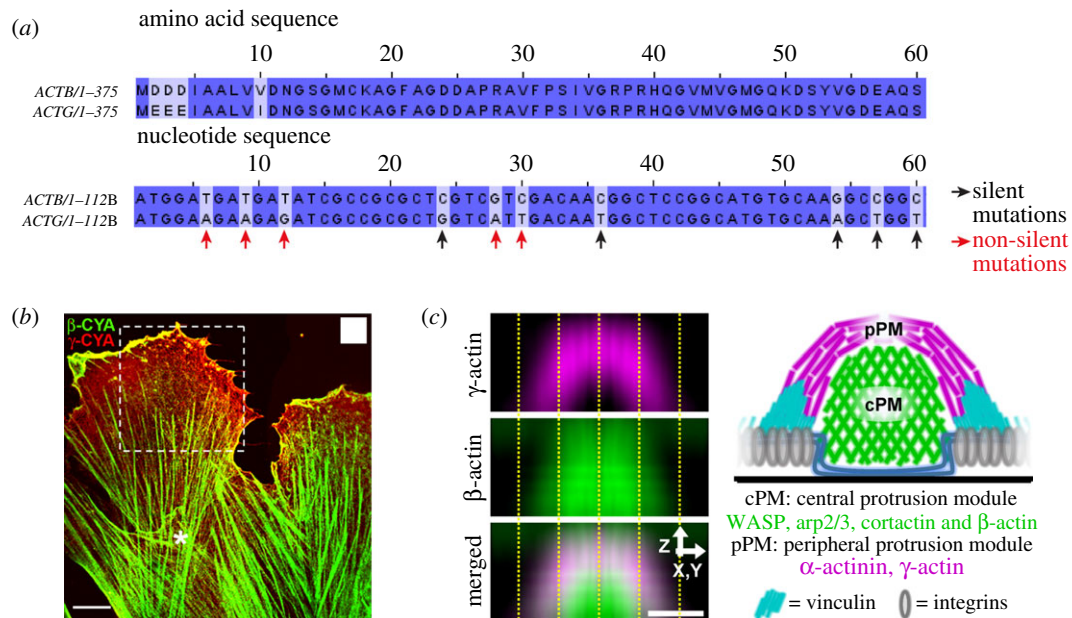 (a) amino acid sequence
10 20 30 40 50 60
ACTB/1–375 MDDDIAALVVDNGSGMCKAGFAGDDAPRAVFPSIVGRPRHQGVMVGMGQKDSYVGDEAQS
ACTG/1–375 MEEEIAALVIDNGSGMCKAGFAGDDAPRAVFPSIVGRPRHQGVMVGMGQKDSYVGDEAQS
nucleotide sequence
10 20 30 40 50 60
ACTB/1–112B ATGGATGATGATATCGCCGCGCTCGTCGTCGACAACGGCTCCGGCATGTGCAAGGCCGGC
ACTG/1–112B ATGGAAGAAGAGATCGCCGCGCTGGTCATTGACAATGGCTCCGGCATGTGCAAAGCTGGT
silent
mutations
non-silent
mutations
(b)
β-CYA
γ-CYA
*
(c)
γ-actin
β-actin
merged
Z
X,Y
pPM
cPM
cPM: central protrusion module
WASP, arp2/3, cortactin and β-actin
pPM: peripheral protrusion module
α-actinin, γ-actin
= vinculin = integrins